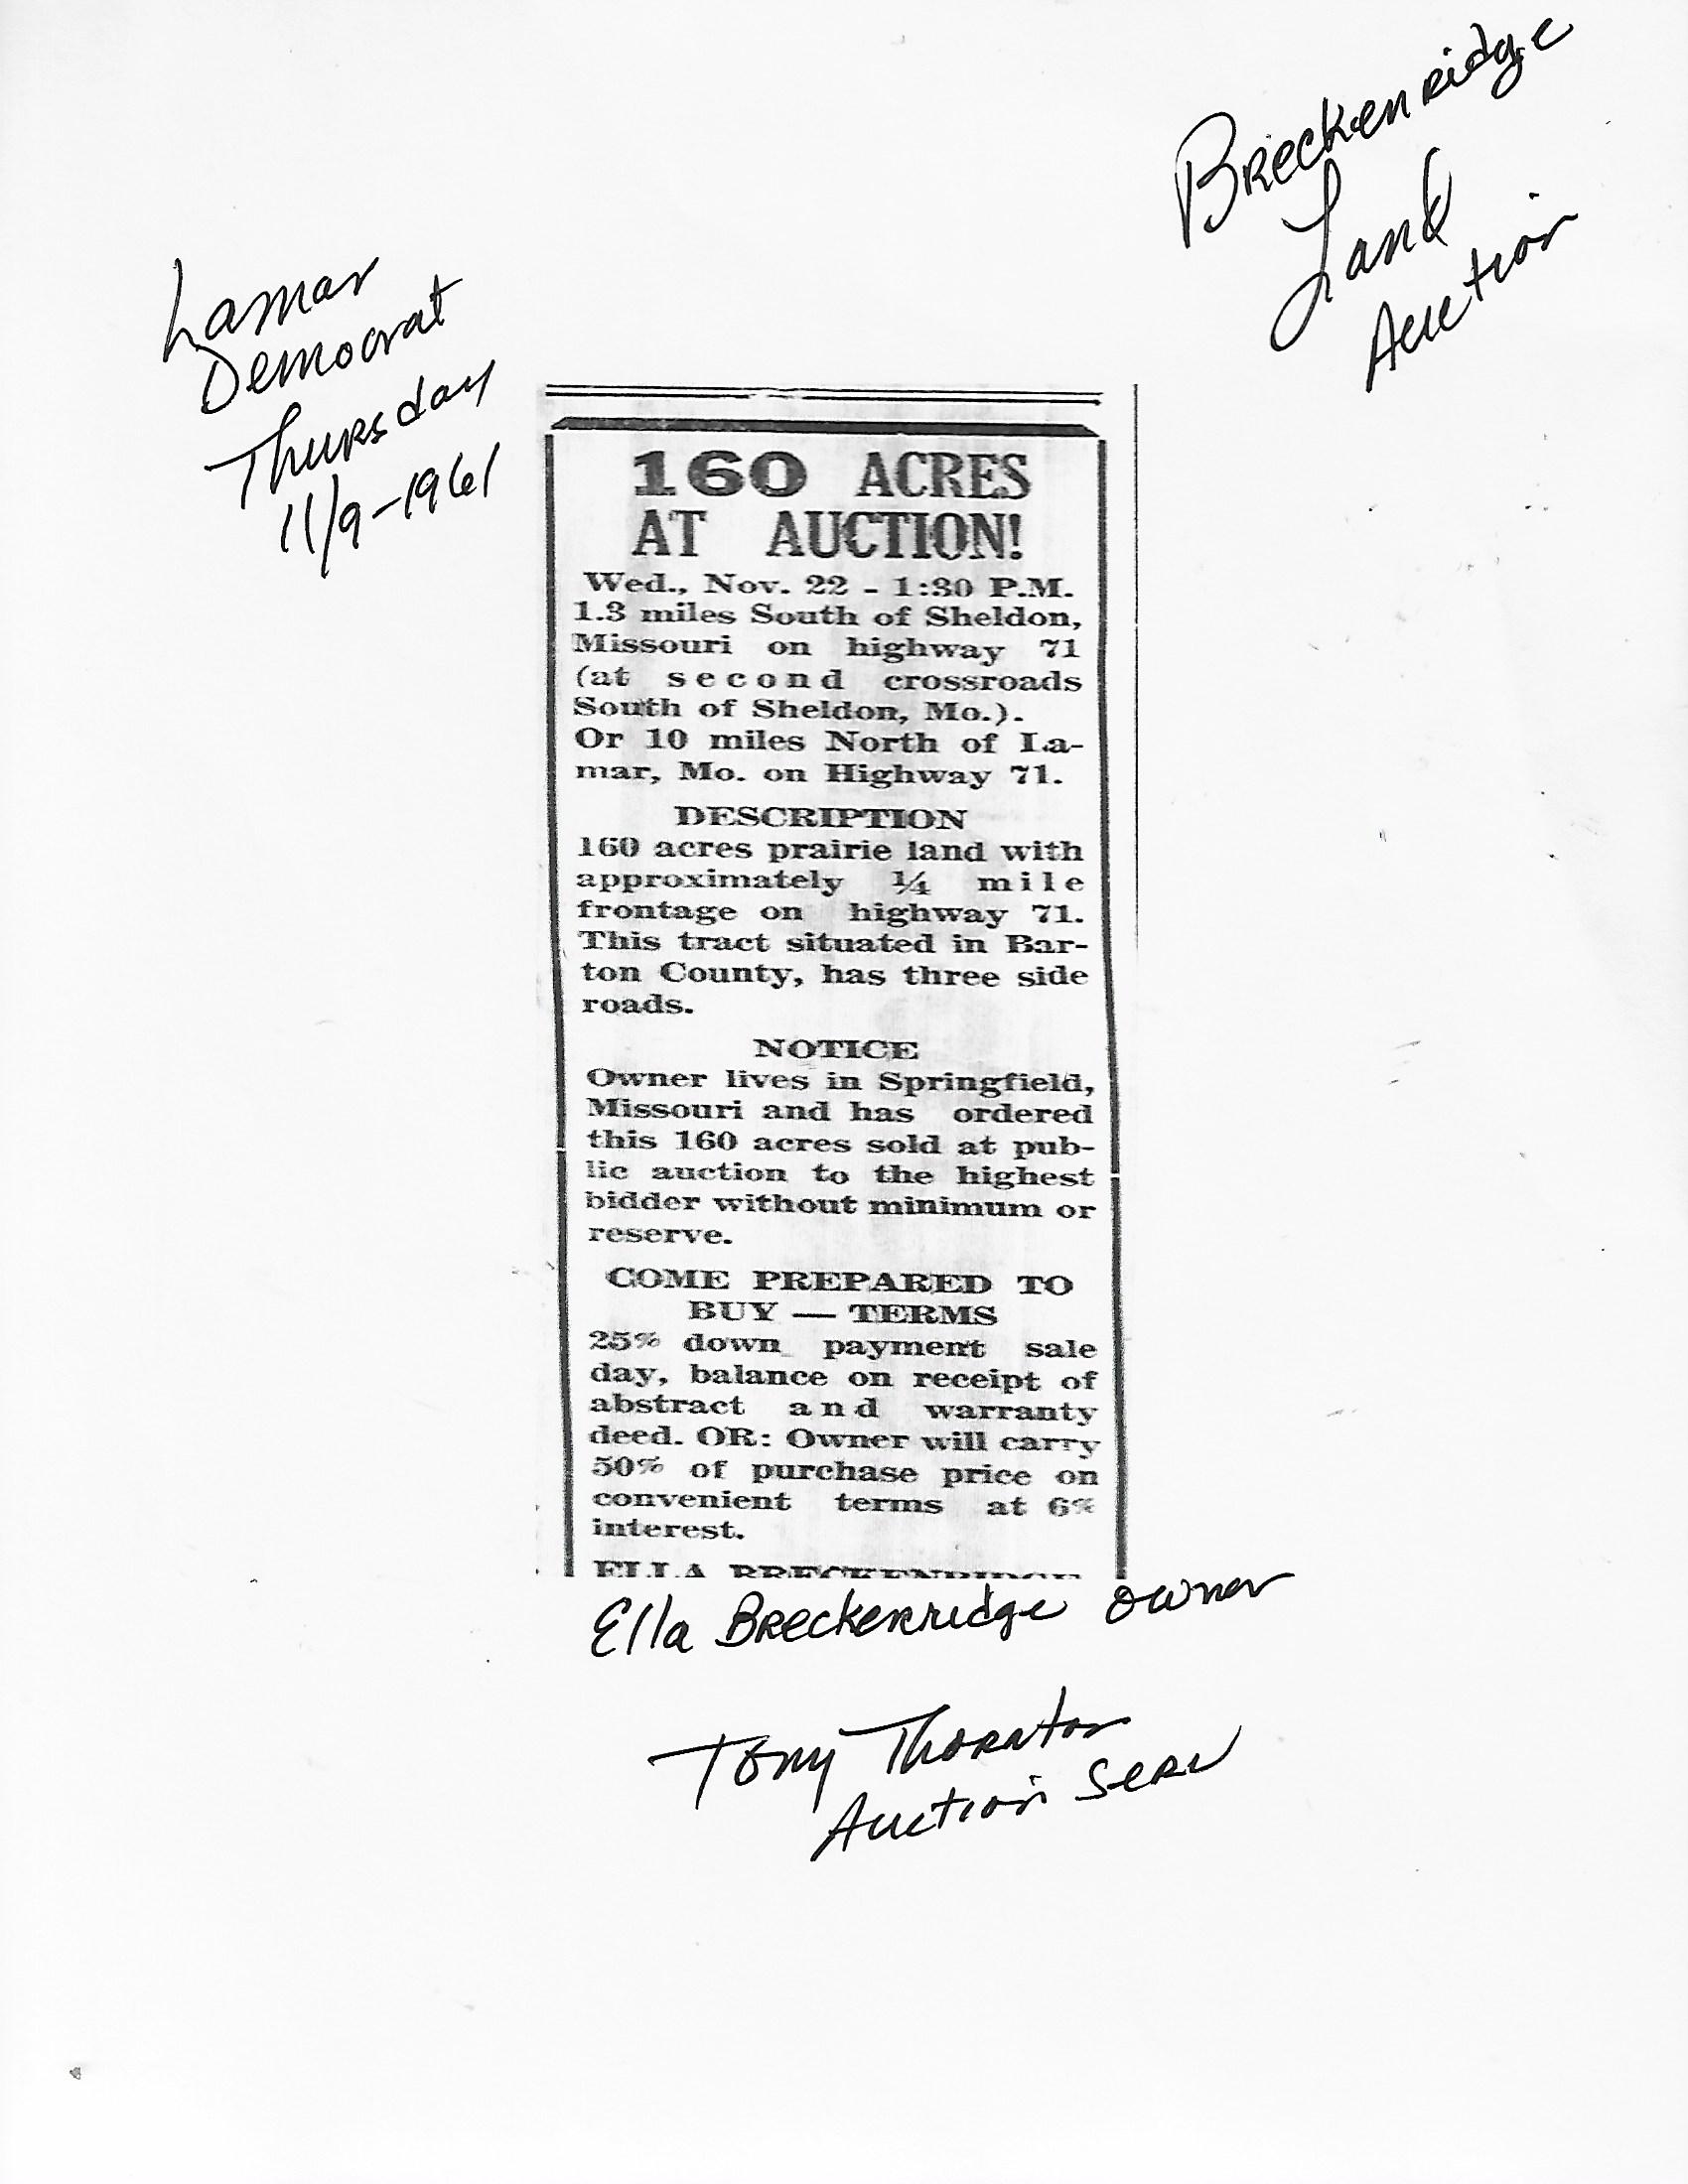 Breckenridge
Land
Auction
Lamar
Democrat
Thursday
11/9-1961
160 ACRES
AT AUCTION!
Wed., Nov. 22 - 1:30 P.M.
1.3 miles South of Sheldon,
Missouri on highway 71
(at second crossroads
South of Sheldon, Mo.).
Or 10 miles North of La-
mar, Mo. on Highway 71.
DESCRIPTION
160 acres prairie land with
approximately ¼ mile
frontage on highway 71.
This tract situated in Bar-
ton County, has three side
roads.
NOTICE
Owner lives in Springfield,
Missouri and has ordered
this 160 acres sold at pub-
lic auction to the highest
bidder without minimum or
reserve.
COME PREPARED TO
BUY — TERMS
25% down payment sale
day, balance on receipt of
abstract and warranty
deed. OR: Owner will carry
50% of purchase price on
convenient terms at 6%
interest.
ELLA BRECKENRIDGE
Ella Breckenridge owner
Tony Thornton
Auction Serv